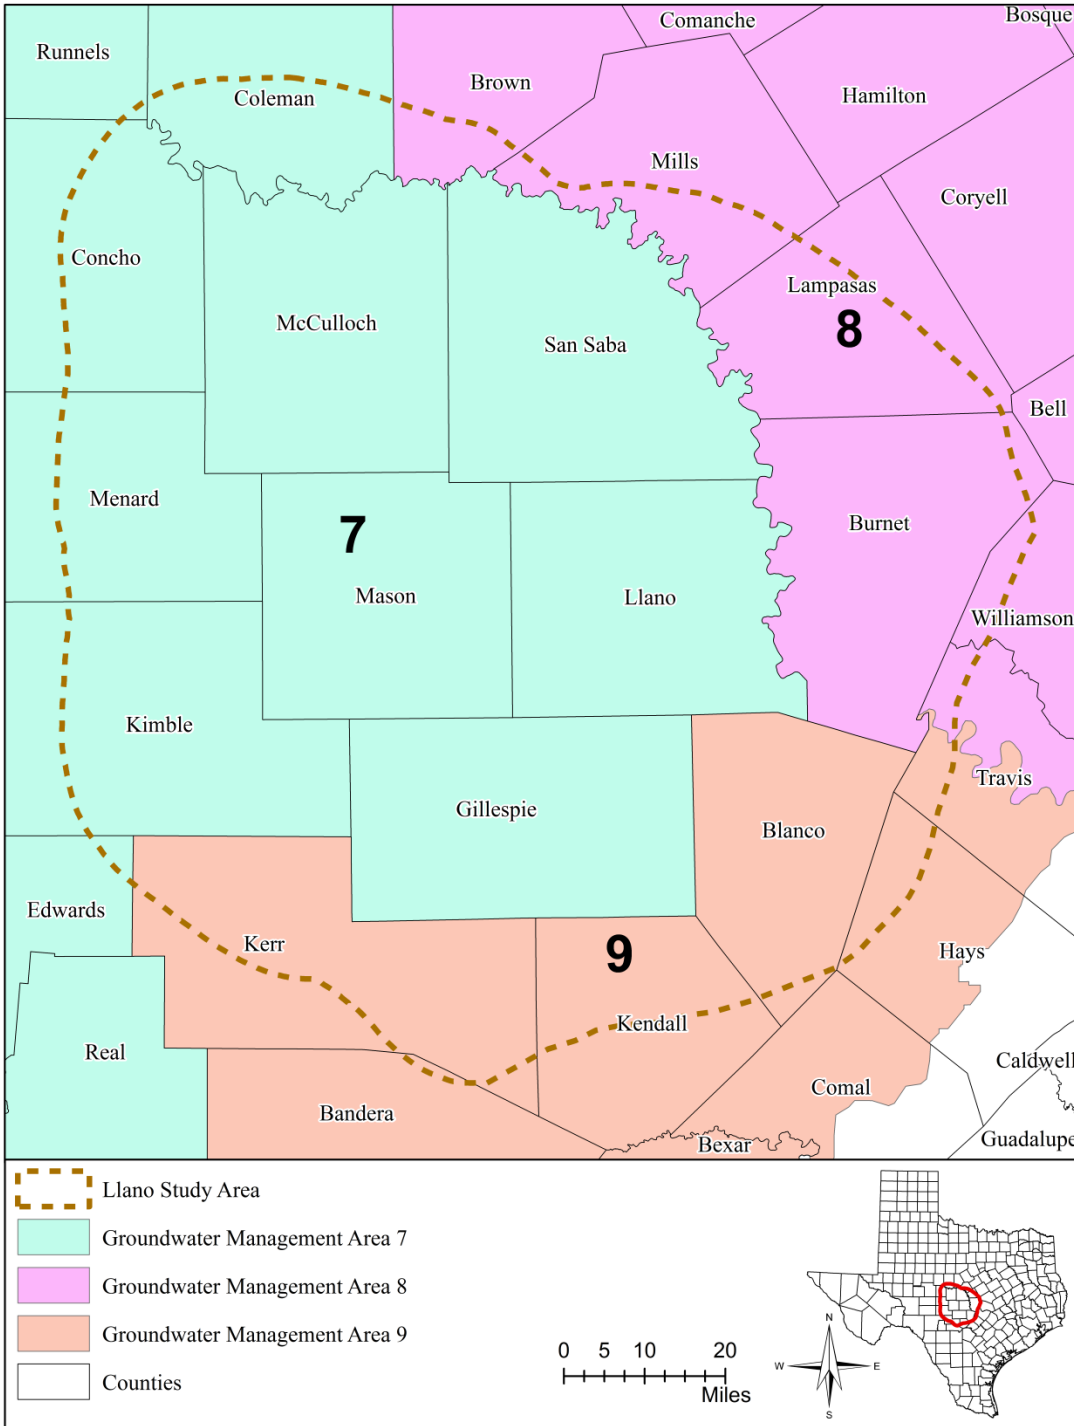 Comanche
Bosque
Runnels
Brown
Coleman
Hamilton
Mills
Coryell
Concho
Lampasas
McCulloch
8
San Saba
Bell
Menard
7
Burnet
Mason
Llano
Williamson
Kimble
Travis
Gillespie
Blanco
Edwards
Kerr
9
Hays
Kendall
Real
Caldwell
Comal
Bandera
Guadalupe
Bexar
Llano Study Area
Groundwater Management Area 7
Groundwater Management Area 8
Groundwater Management Area 9
Counties
0 5 10 20
Miles
N
W E
S